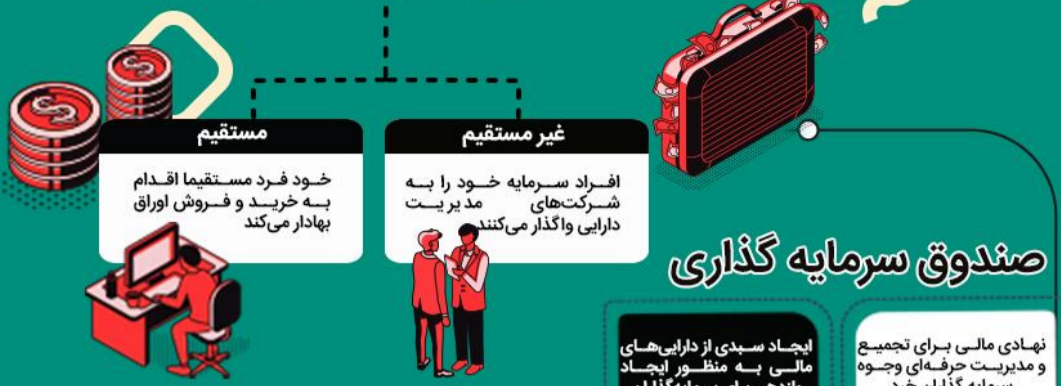 غیر مستقیم
افراد سرمایه خود را به
شرکت‌های مدیریت
دارایی واگذار می‌کنند
مستقیم
خود فرد مستقیما اقدام
به خرید و فروش اوراق
بهادار می‌کند
صندوق سرمایه گذاری
نهادی مالی برای تجمیع
و مدیریت حرفه‌ای وجوه
ایجاد سبدی از دارایی‌های
مالی به منظور ایجاد